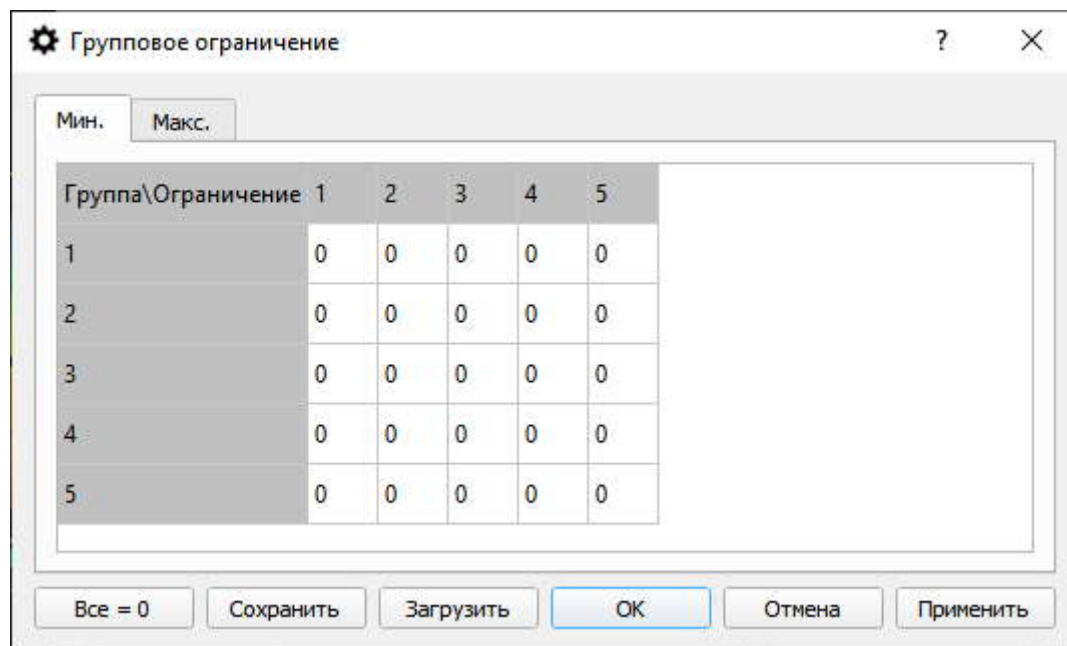 Групповое ограничение ?
Мин. Макс.
Группа\Ограничение 1 2 3 4 5
1 0 0 0 0 0
2 0 0 0 0 0
3 0 0 0 0 0
4 0 0 0 0 0
5 0 0 0 0 0
Все = 0 Сохранить Загрузить OK Отмена Применить